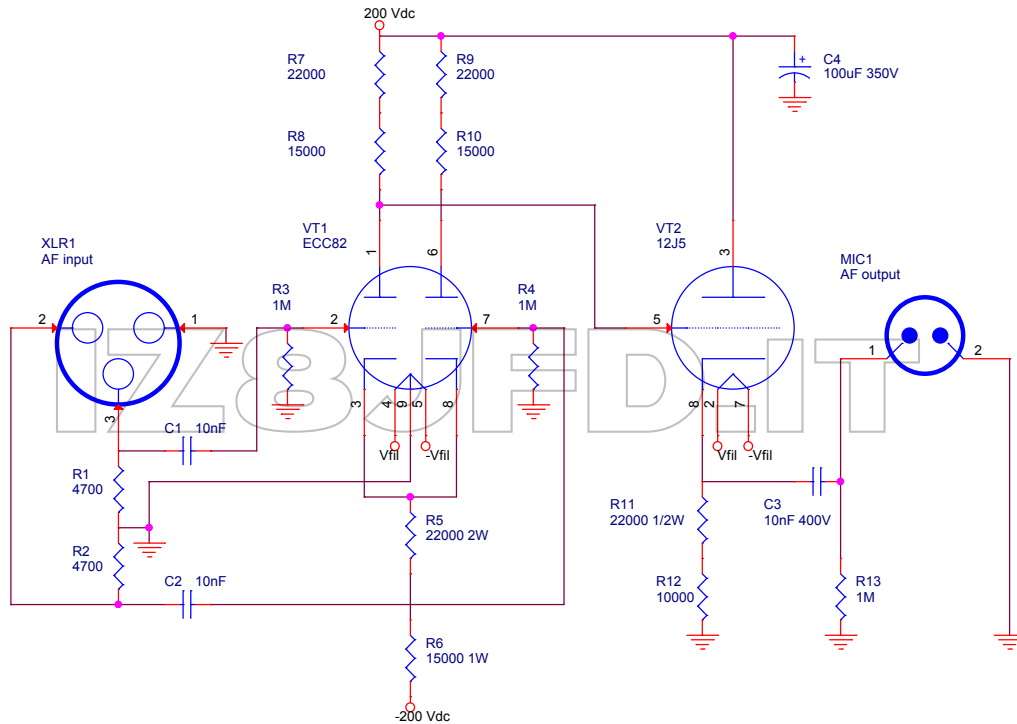 200 Vdc
R7
22000
R9
22000
+
C4
100uF 350V
R8
15000
R10
15000
XLR1
AF input
VT1
ECC82
1
6
VT2
12J5
3
MIC1
AF output
R3
1M
R4
1M
2
1
2
7
5
1
2
IZ8JFD.IT
3
3
4
9
5
8
8
2
7
C1 10nF
Vfil
-Vfil
Vfil
-Vfil
R1
4700
R5
22000 2W
R11
22000 1/2W
C3
10nF 400V
R2
4700
C2 10nF
R12
10000
R13
1M
R6
15000 1W
-200 Vdc